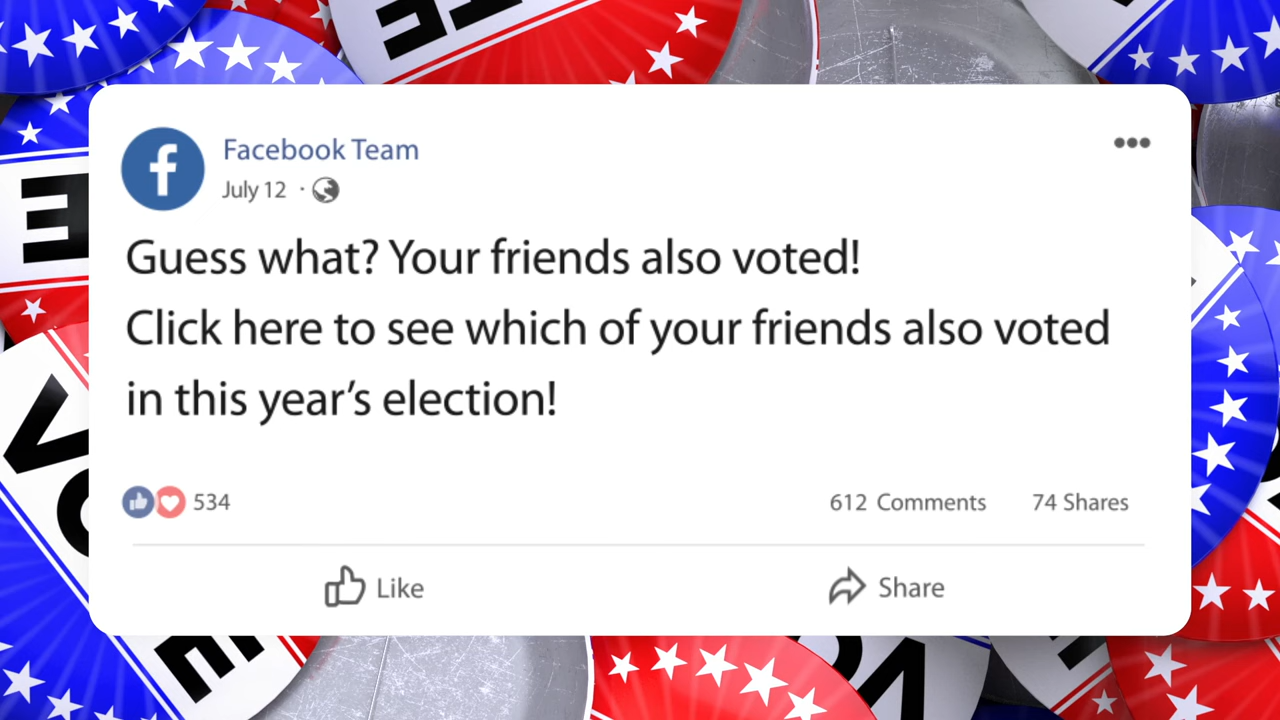 Facebook Team
July 12 ·
Guess what? Your friends also voted!
Click here to see which of your friends also voted
in this year’s election!
534
612 Comments
74 Shares
Like
Share
VO
E